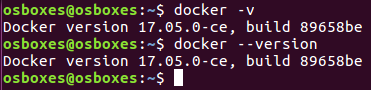 osboxes@osboxes:~$ docker -v
Docker version 17.05.0-ce, build 89658be
osboxes@osboxes:~$ docker --version
Docker version 17.05.0-ce, build 89658be
osboxes@osboxes:~$